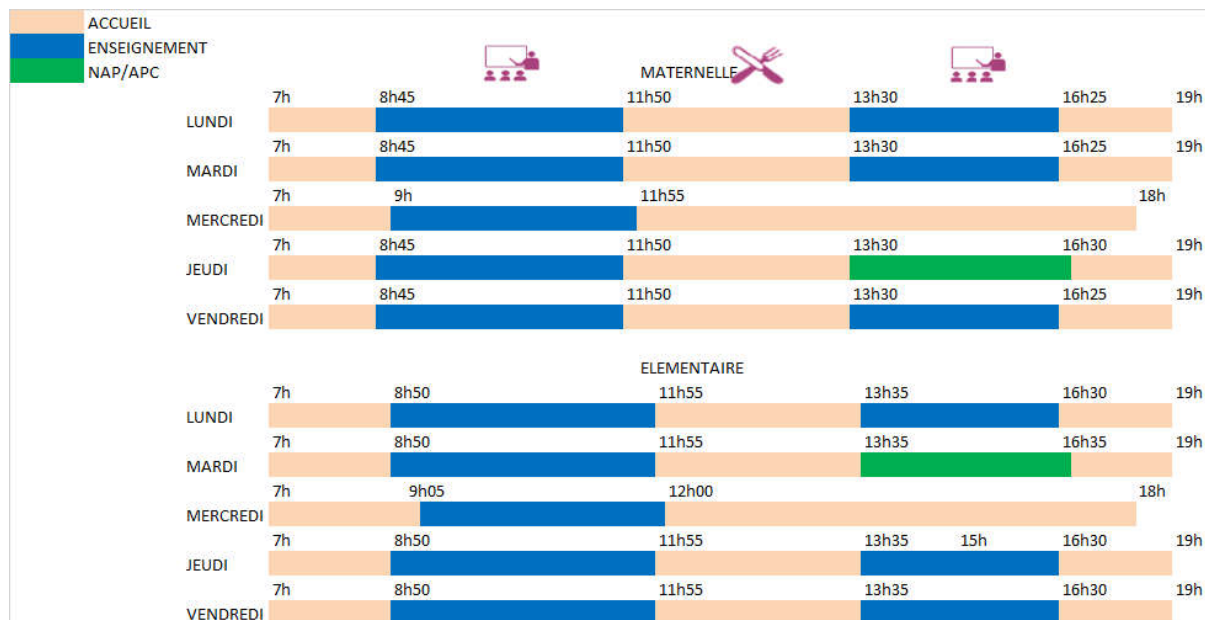 ACCUEIL
ENSEIGNEMENT
NAP/APC
MATERNELLE
7h 8h45 11h50 13h30 16h25 19h
LUNDI
7h 8h45 11h50 13h30 16h25 19h
MARDI
7h 9h 11h55 18h
MERCREDI
7h 8h45 11h50 13h30 16h30 19h
JEUDI
7h 8h45 11h50 13h30 16h25 19h
VENDREDI
ELEMENTAIRE
7h 8h50 11h55 13h35 16h30 19h
LUNDI
7h 8h50 11h55 13h35 16h35 19h
MARDI
7h 9h05 12h00 18h
MERCREDI
7h 8h50 11h55 13h35 15h 16h30 19h
JEUDI
7h 8h50 11h55 13h35 16h30 19h
VENDREDI